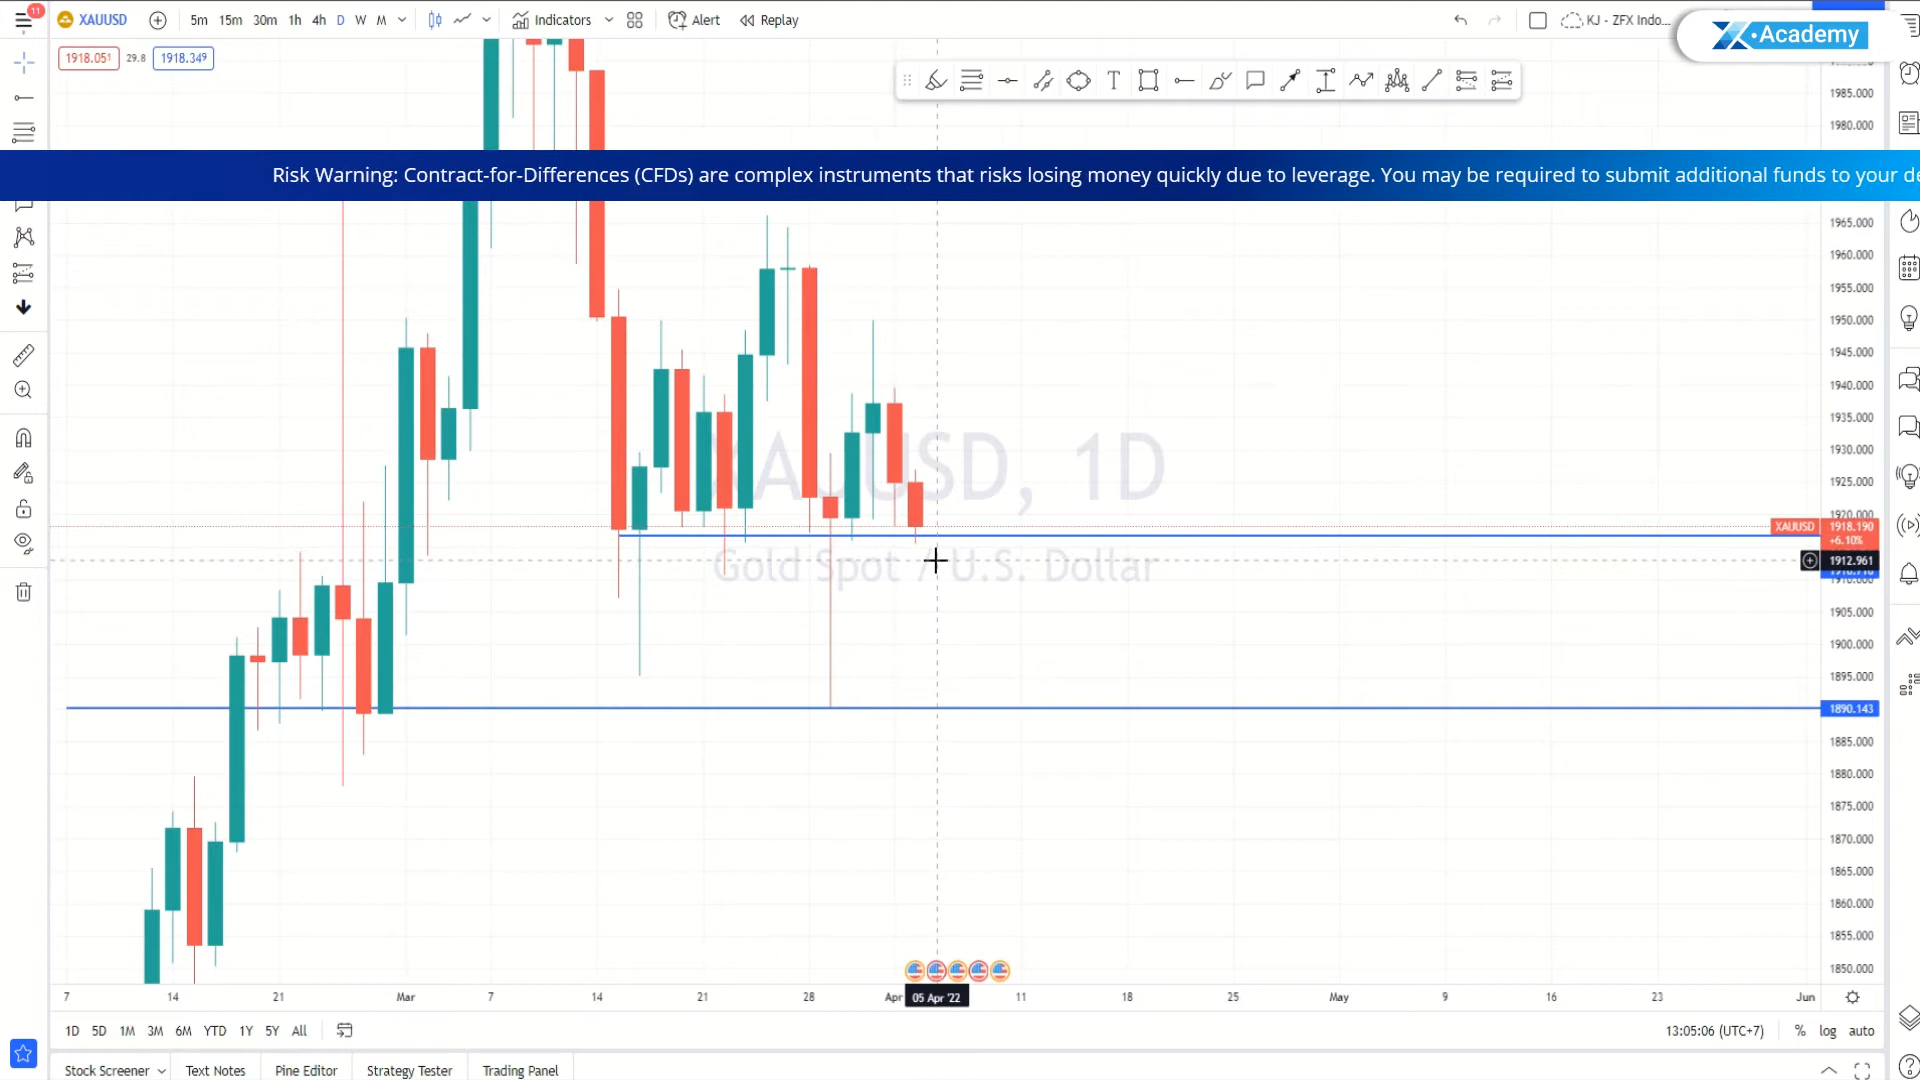 11
XAUUSD
5m 15m 30m 1h 4h D W M
Indicators
Alert
Replay
KJ - ZFX Indo...
X•Academy
1918.051 29.8 1918.349
T
1985.000
1980.000
Risk Warning: Contract-for-Differences (CFDs) are complex instruments that risks losing money quickly due to leverage. You may be required to submit additional funds to your de
1965.000
1960.000
1955.000
1950.000
1945.000
1940.000
1935.000
1930.000
1925.000
1920.000
XAUUSD, 1D
Gold Spot / U.S. Dollar
XAUUSD 1918.190
+6.10%
1912.961
1910.000
1905.000
1900.000
1895.000
1890.143
1885.000
1880.000
1875.000
1870.000
1865.000
1860.000
1855.000
1850.000
7 14 21 Mar 7 14 21 28 Apr 05 Apr '22 11 18 25 May 9 16 23 Jun
1D 5D 1M 3M 6M YTD 1Y 5Y All
13:05:06 (UTC+7) % log auto
Stock Screener Text Notes Pine Editor Strategy Tester Trading Panel